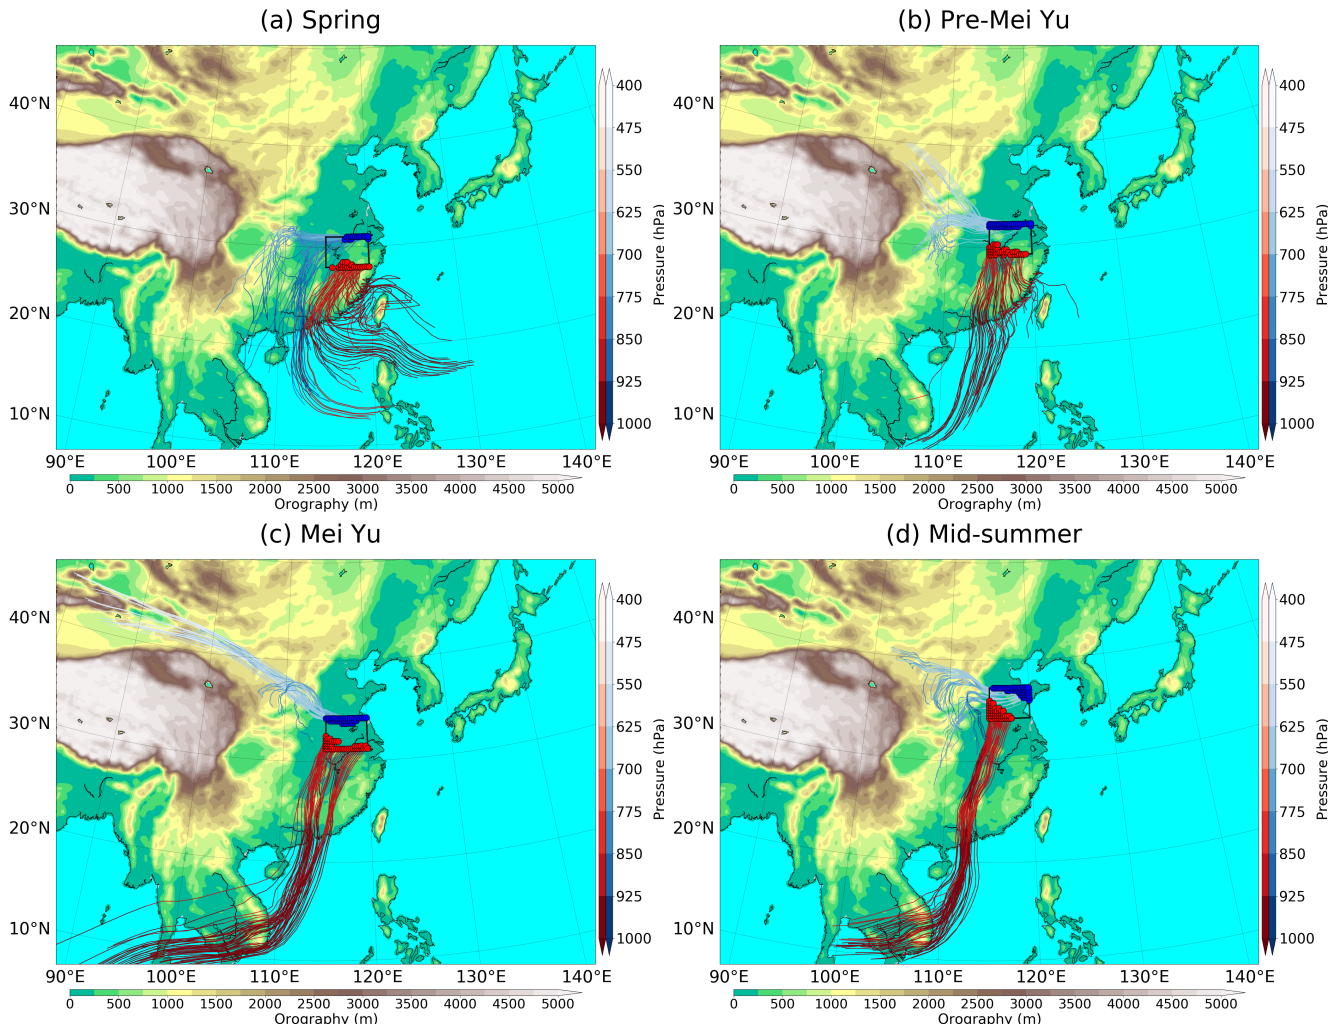 (a) Spring
40°N
30°N
20°N
10°N
90°E 100°E 110°E 120°E 130°E 140°E
400
475
550
625
700
775
850
925
1000
Pressure (hPa)
0 500 1000 1500 2000 2500 3000 3500 4000 4500 5000
Orography (m)
(b) Pre-Mei Yu
40°N
30°N
20°N
10°N
90°E 100°E 110°E 120°E 130°E 140°E
400
475
550
625
700
775
850
925
1000
Pressure (hPa)
0 500 1000 1500 2000 2500 3000 3500 4000 4500 5000
Orography (m)
(c) Mei Yu
40°N
30°N
20°N
10°N
90°E 100°E 110°E 120°E 130°E 140°E
400
475
550
625
700
775
850
925
1000
Pressure (hPa)
0 500 1000 1500 2000 2500 3000 3500 4000 4500 5000
Orography (m)
(d) Mid-summer
40°N
30°N
20°N
10°N
90°E 100°E 110°E 120°E 130°E 140°E
400
475
550
625
700
775
850
925
1000
Pressure (hPa)
0 500 1000 1500 2000 2500 3000 3500 4000 4500 5000
Orography (m)